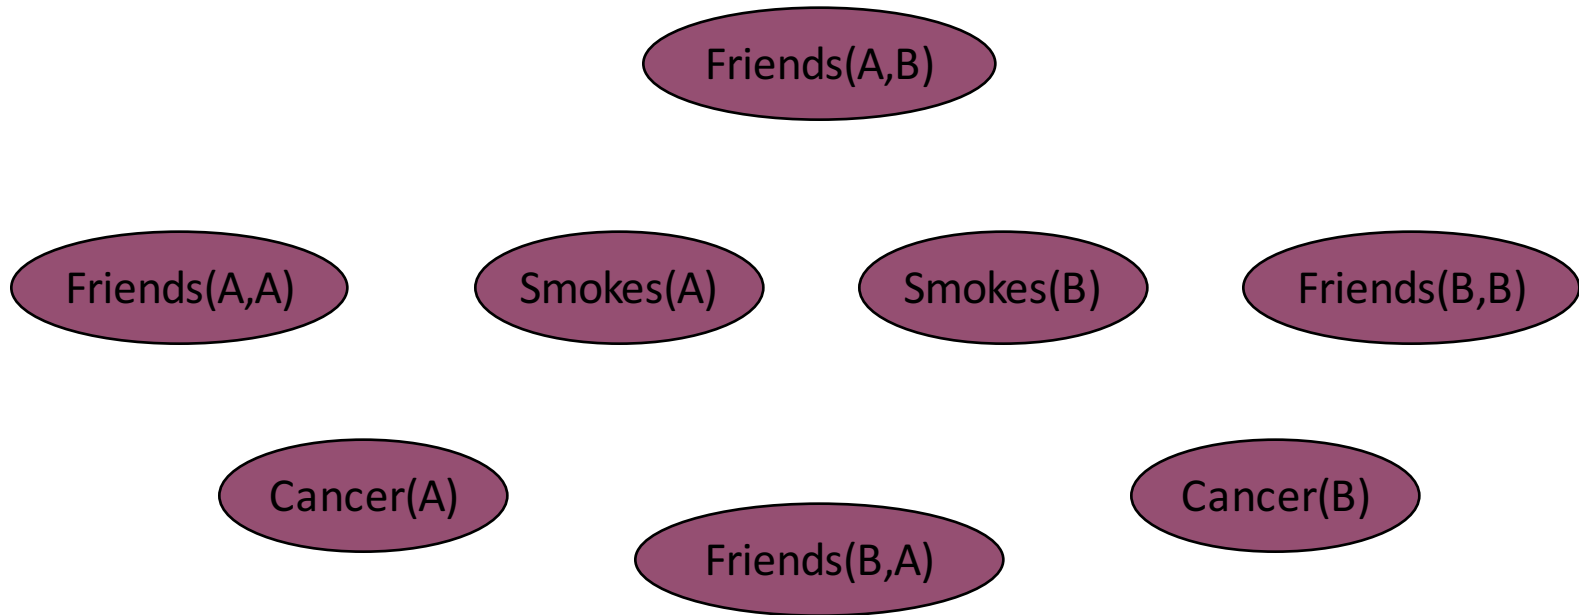 Friends(A,B)
Friends(A,A)
Smokes(A)
Smokes(B)
Friends(B,B)
Cancer(A)
Cancer(B)
Friends(B,A)